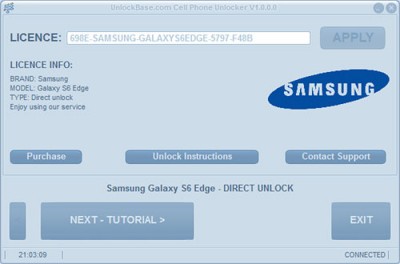 UnlockBase.com Cell Phone Unlocker V1.0.0.0
LICENCE: 698E-SAMSUNG-GALAXYS6EDGE-5797-F48B APPLY
LICENCE INFO:
BRAND: Samsung
MODEL: Galaxy S6 Edge
TYPE: Direct unlock
Enjoy using our service
SAMSUNG
Purchase Unlock Instructions Contact Support
Samsung Galaxy S6 Edge - DIRECT UNLOCK
NEXT - TUTORIAL > EXIT
21:03:09 CONNECTED